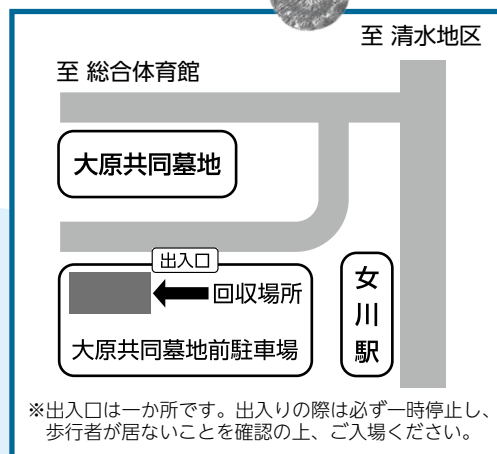 至 清水地区
至 総合体育館
大原共同墓地
出入口
回収場所
大原共同墓地前駐車場
女川駅
※出入口は一か所です。出入りの際は必ず一時停止し、
歩行者が居ないことを確認の上、ご入場ください。